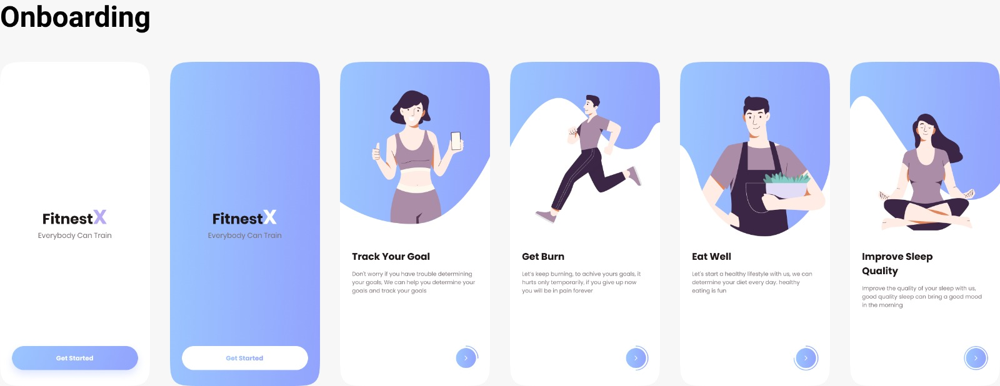 Onboarding
FitnestX
Everybody Can Train
Get Started
FitnestX
Everybody Can Train
Get Started
Track Your Goal
Don't worry if you have trouble determining
your goals, We can help you determine your
goals and track your goals
Get Burn
Let's keep burning, to achive yours goals, it
hurts only temporarily, if you give up now
you will be in pain forever
Eat Well
Let's start a healthy lifestyle with us, we can
determine your diet every day. healthy
eating is fun
Improve Sleep
Quality
Improve the quality of your sleep with us,
good quality sleep can bring a good mood
in the morning